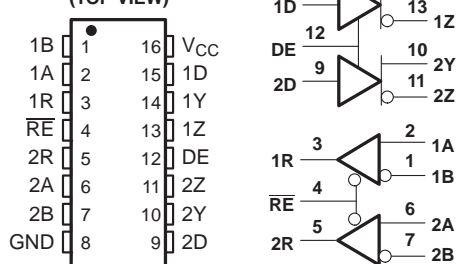 (TOP VIEW)
1B 1 16 VCC
1A 2 15 1D
1R 3 14 1Y
RE 4 13 1Z
2R 5 12 DE
2A 6 11 2Z
2B 7 10 2Y
GND 8 9 2D
1D 13 1Z
DE 12
2D 9 10 2Y
11 2Z
1R 3 2 1A
1 1B
RE 4
2R 5 6 2A
7 2B